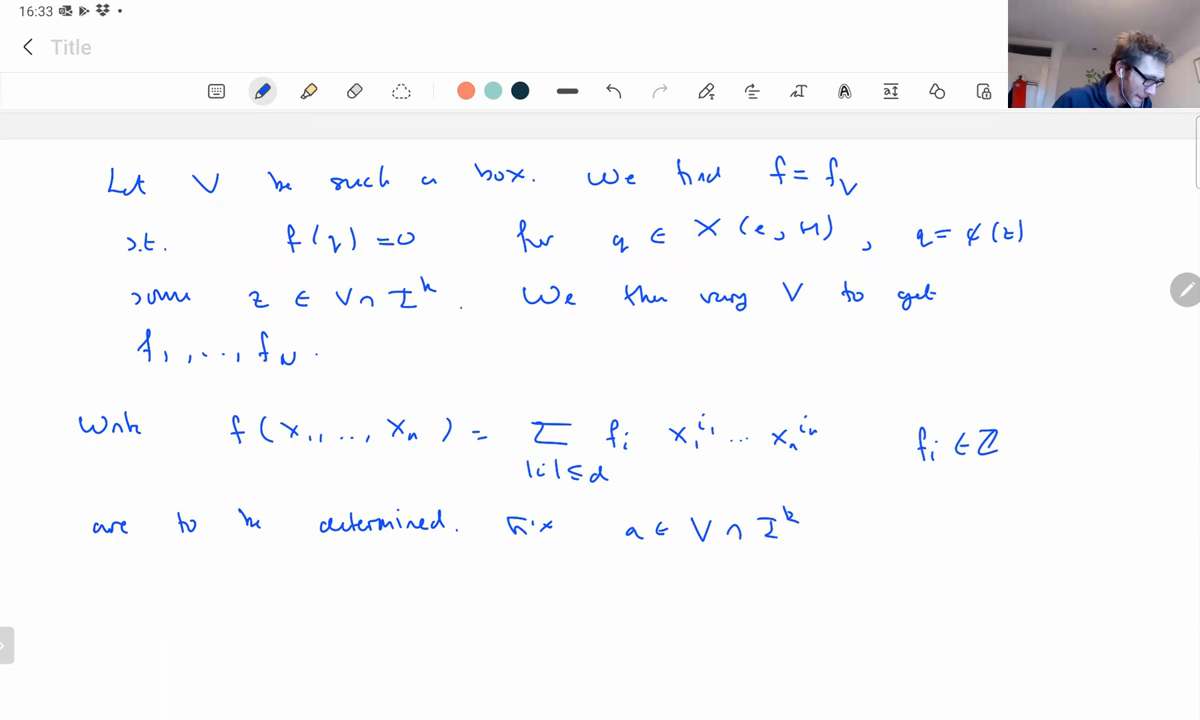 16:33
Title
Let V be such a box. We find f = f_V
s.t. f(q) = 0 for q ∈ X(e, H), q = φ(z)
some z ∈ V ∩ I^k. We then vary V to get
f_1, ..., f_N.
Write f(x_1, ..., x_n) = ∑_{|i| ≤ d} f_i x_1^{i_1} ... x_n^{i_n} f_i ∈ ℤ
are to be determined. Fix a ∈ V ∩ I^k